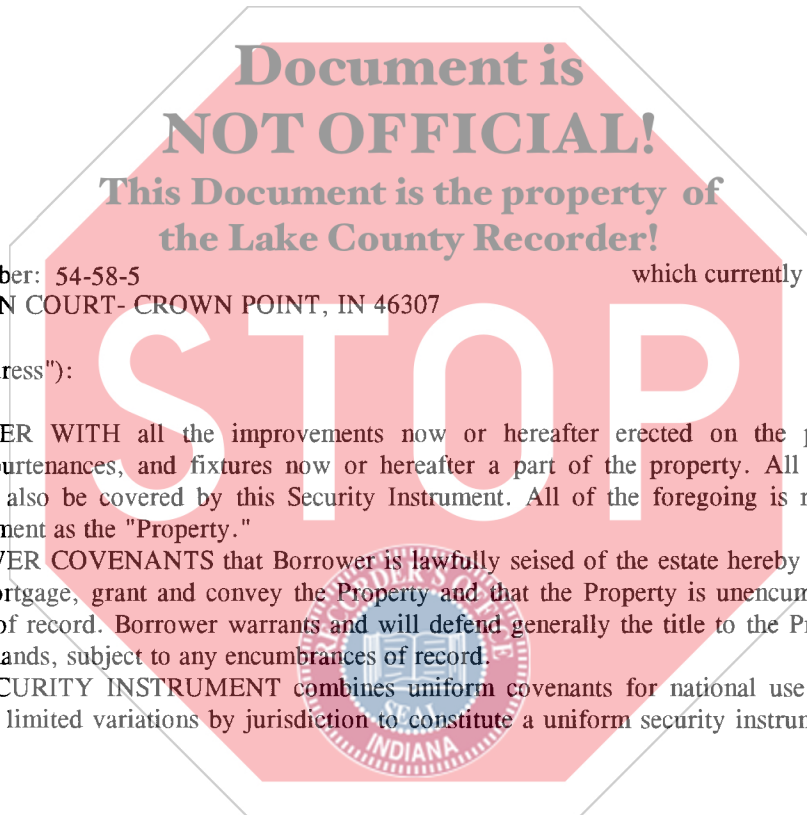 Document is
NOT OFFICIAL!
This Document is the property of
the Lake County Recorder!
ber: 54-58-5 which currently
N COURT- CROWN POINT, IN 46307
ress"):
STOP
ER WITH all the improvements now or hereafter erected on the p
urtenances, and fixtures now or hereafter a part of the property. All
also be covered by this Security Instrument. All of the foregoing is r
nent as the "Property."
VER COVENANTS that Borrower is lawfully seised of the estate hereby
ortgage, grant and convey the Property and that the Property is unencum
of record. Borrower warrants and will defend generally the title to the Pr
ands, subject to any encumbrances of record.
CURITY INSTRUMENT combines uniform covenants for national use
limited variations by jurisdiction to constitute a uniform security instrum
RECORDER'S OFFICE
SEAL
INDIANA